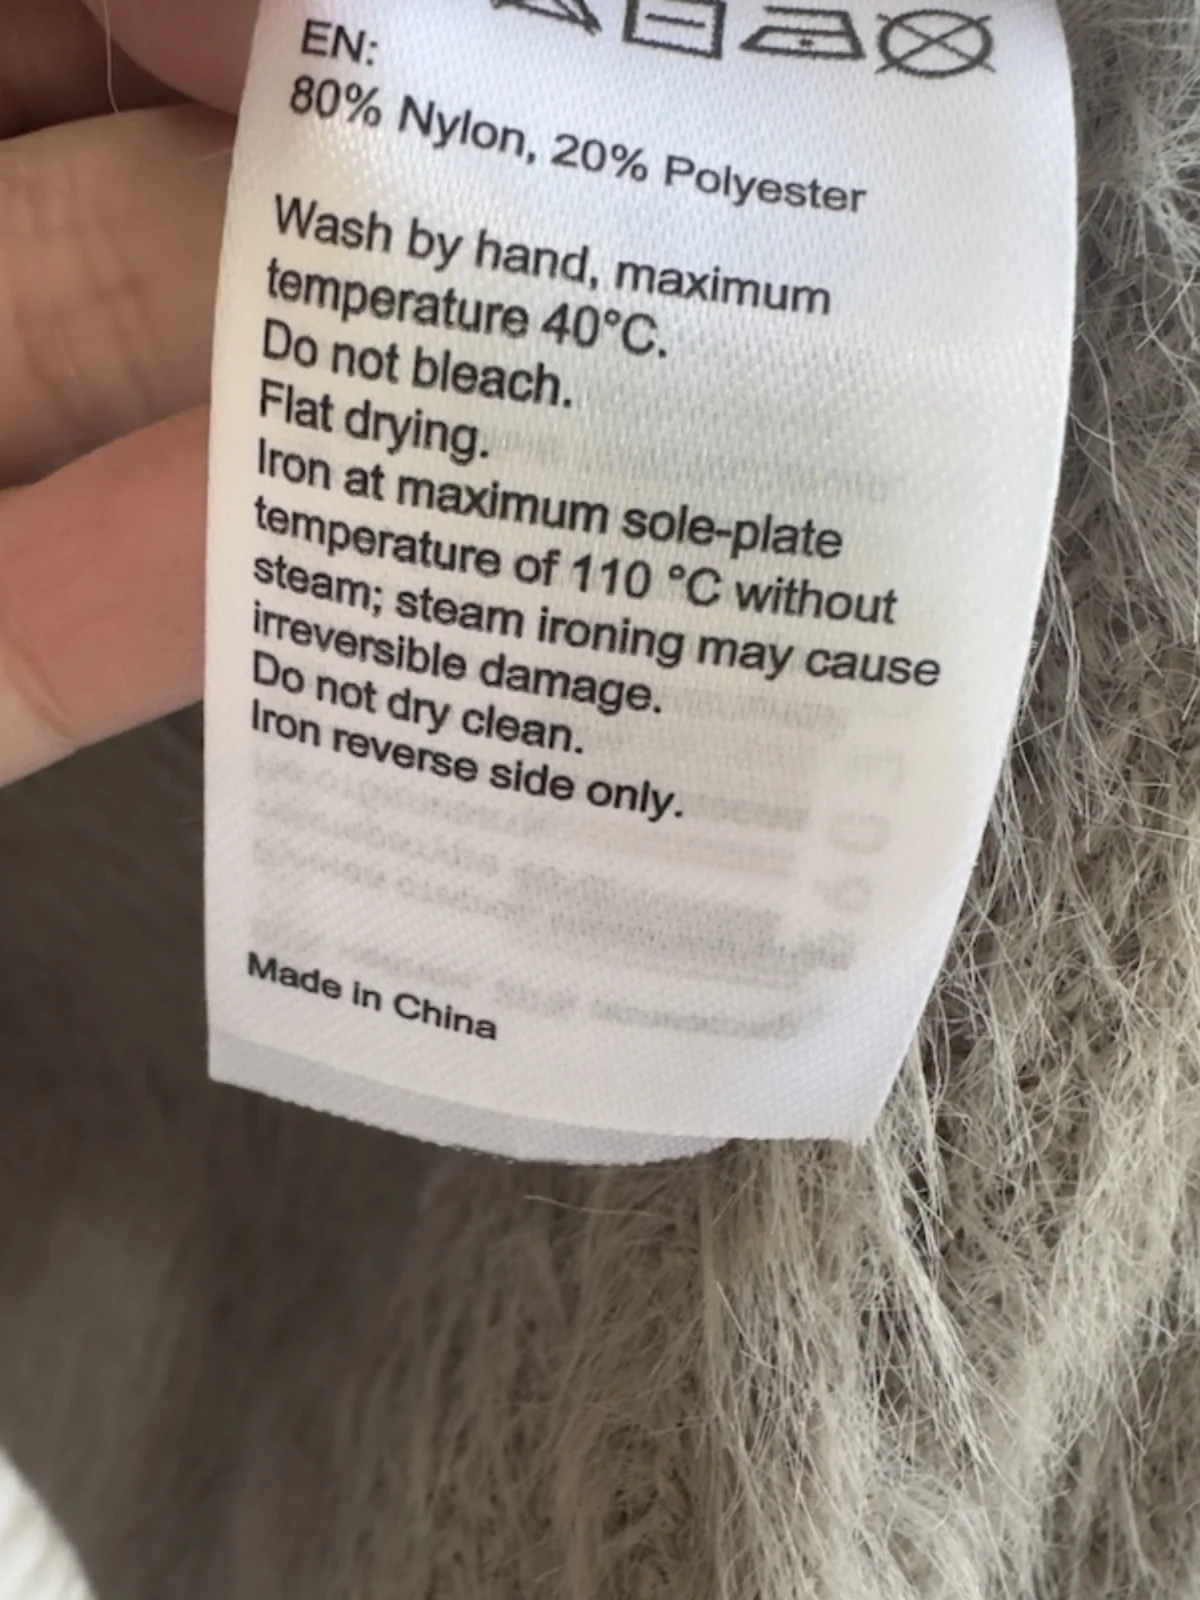 EN:
80% Nylon, 20% Polyester
Wash by hand, maximum
temperature 40°C.
Do not bleach.
Flat drying.
Iron at maximum sole-plate
temperature of 110 °C without
steam; steam ironing may cause
irreversible damage.
Do not dry clean.
Iron reverse side only.
Made in China